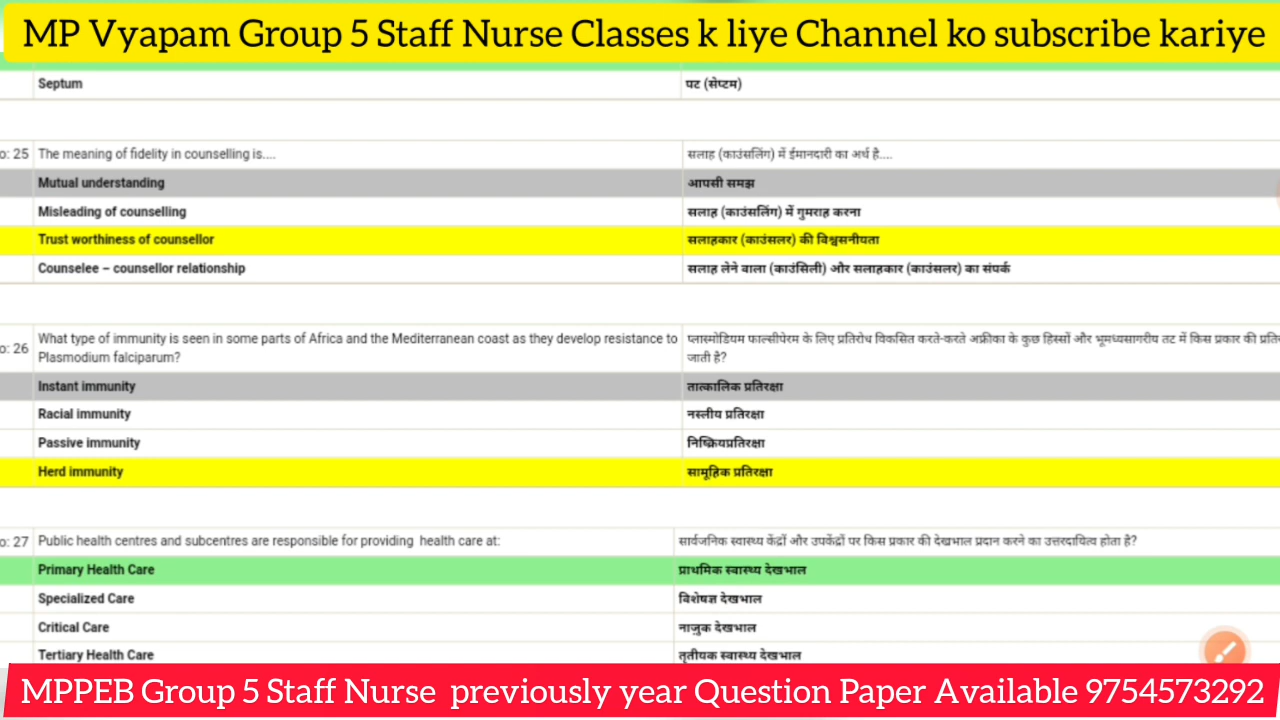 MP Vyapam Group 5 Staff Nurse Classes k liye Channel ko subscribe kariye
Septum पट (सेप्टम)
o: 25 The meaning of fidelity in counselling is.... सलाह (काउंसलिंग) में ईमानदारी का अर्थ है....
Mutual understanding आपसी समझ
Misleading of counselling सलाह (काउंसलिंग) में गुमराह करना
Trust worthiness of counsellor सलाहकार (काउंसलर) की विश्वसनीयता
Counselee – counsellor relationship सलाह लेने वाला (काउंसिली) और सलाहकार (काउंसलर) का संपर्क
o: 26 What type of immunity is seen in some parts of Africa and the Mediterranean coast as they develop resistance to प्लास्मोडियम फाल्सीपेरम के लिए प्रतिरोध विकसित करते-करते अफ्रीका के कुछ हिस्सों और भूमध्यसागरीय तट में किस प्रकार की
Plasmodium falciparum? जाती है?
Instant immunity तात्कालिक प्रतिरक्षा
Racial immunity नस्लीय प्रतिरक्षा
Passive immunity निष्क्रियप्रतिरक्षा
Herd immunity सामूहिक प्रतिरक्षा
o: 27 Public health centres and subcentres are responsible for providing health care at: सार्वजनिक स्वास्थ्य केंद्रों और उपकेंद्रों पर किस प्रकार की देखभाल प्रदान करने का उत्तरदायित्व होता है?
Primary Health Care प्राथमिक स्वास्थ्य देखभाल
Specialized Care विशेषज्ञ देखभाल
Critical Care नाजुक देखभाल
Tertiary Health Care तृतीयक स्वास्थ्य देखभाल
MPPEB Group 5 Staff Nurse previously year Question Paper Available 9754573292